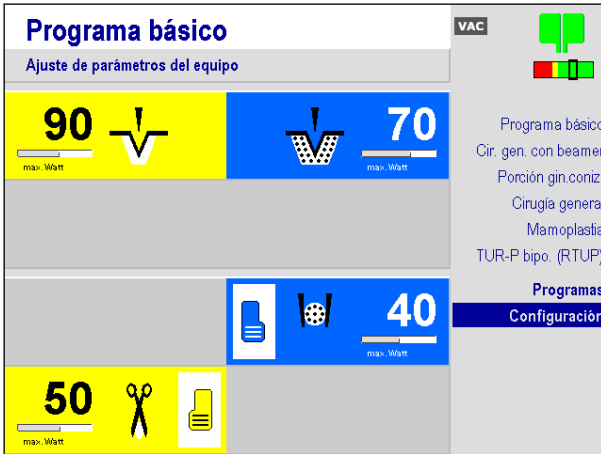 Programa básico
Ajuste de parámetros del equipo
VAC
90
max. Watt
70
max. Watt
40
max. Watt
50
max. Watt
Programa básico
Cir. gen. con beamer
Porción gin.coniz
Cirugía genera
Mamoplastia
TUR-P bipo. (RTUP)
Programas
Configuración